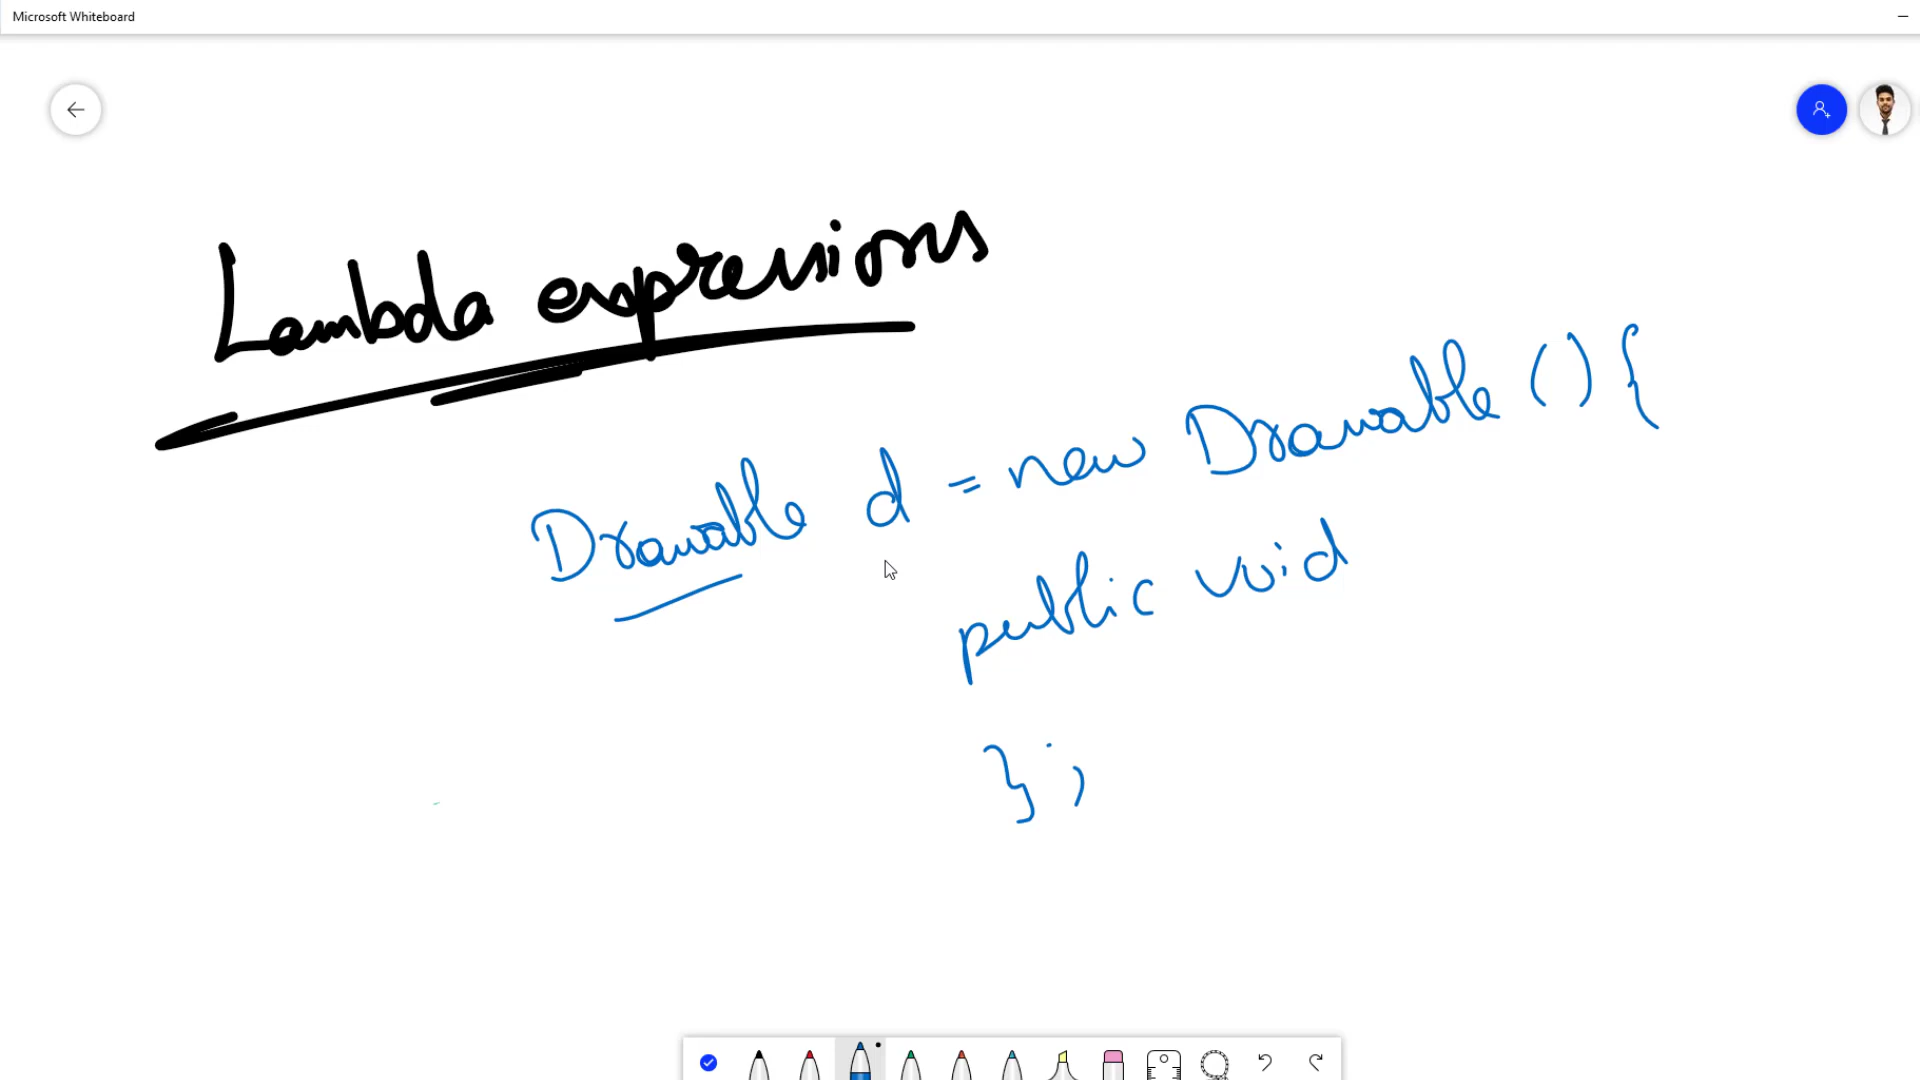 Microsoft Whiteboard
Lambda expressions
Drawable d = new Drawable () {
public void
} ;